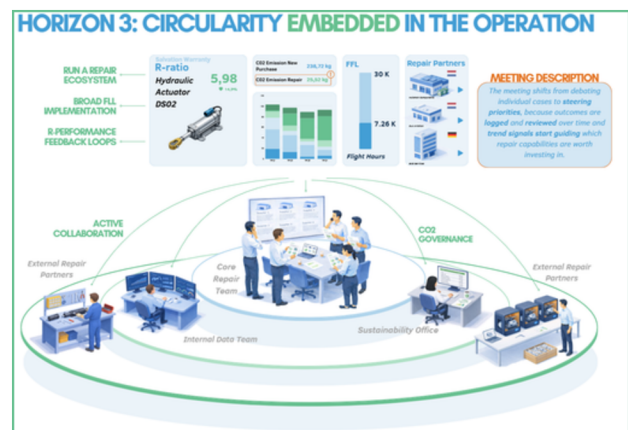 HORIZON 3: CIRCULARITY EMBEDDED IN THE OPERATION
RUN A REPAIR
ECOSYSTEM
BROAD FLL
IMPLEMENTATION
R-PERFORMANCE
FEEDBACK LOOPS
R-ratio
Hydraulic
Actuator
DS02
5,98
CO2 Emission New
Purchase
CO2 Emission Repair
FFL
30 K
7.26 K
Flight Hours
Repair Partners
MEETING DESCRIPTION
The meeting shifts from debating
individual cases to steering
priorities, because outcomes are
logged and reviewed over time and
trend signals start guiding which
repair capabilities are worth
investing in.
ACTIVE
COLLABORATION
CO2
GOVERNANCE
External Repair
Partners
Core
Repair
Team
External Repair
Partners
Internal Data Team
Sustainability Office